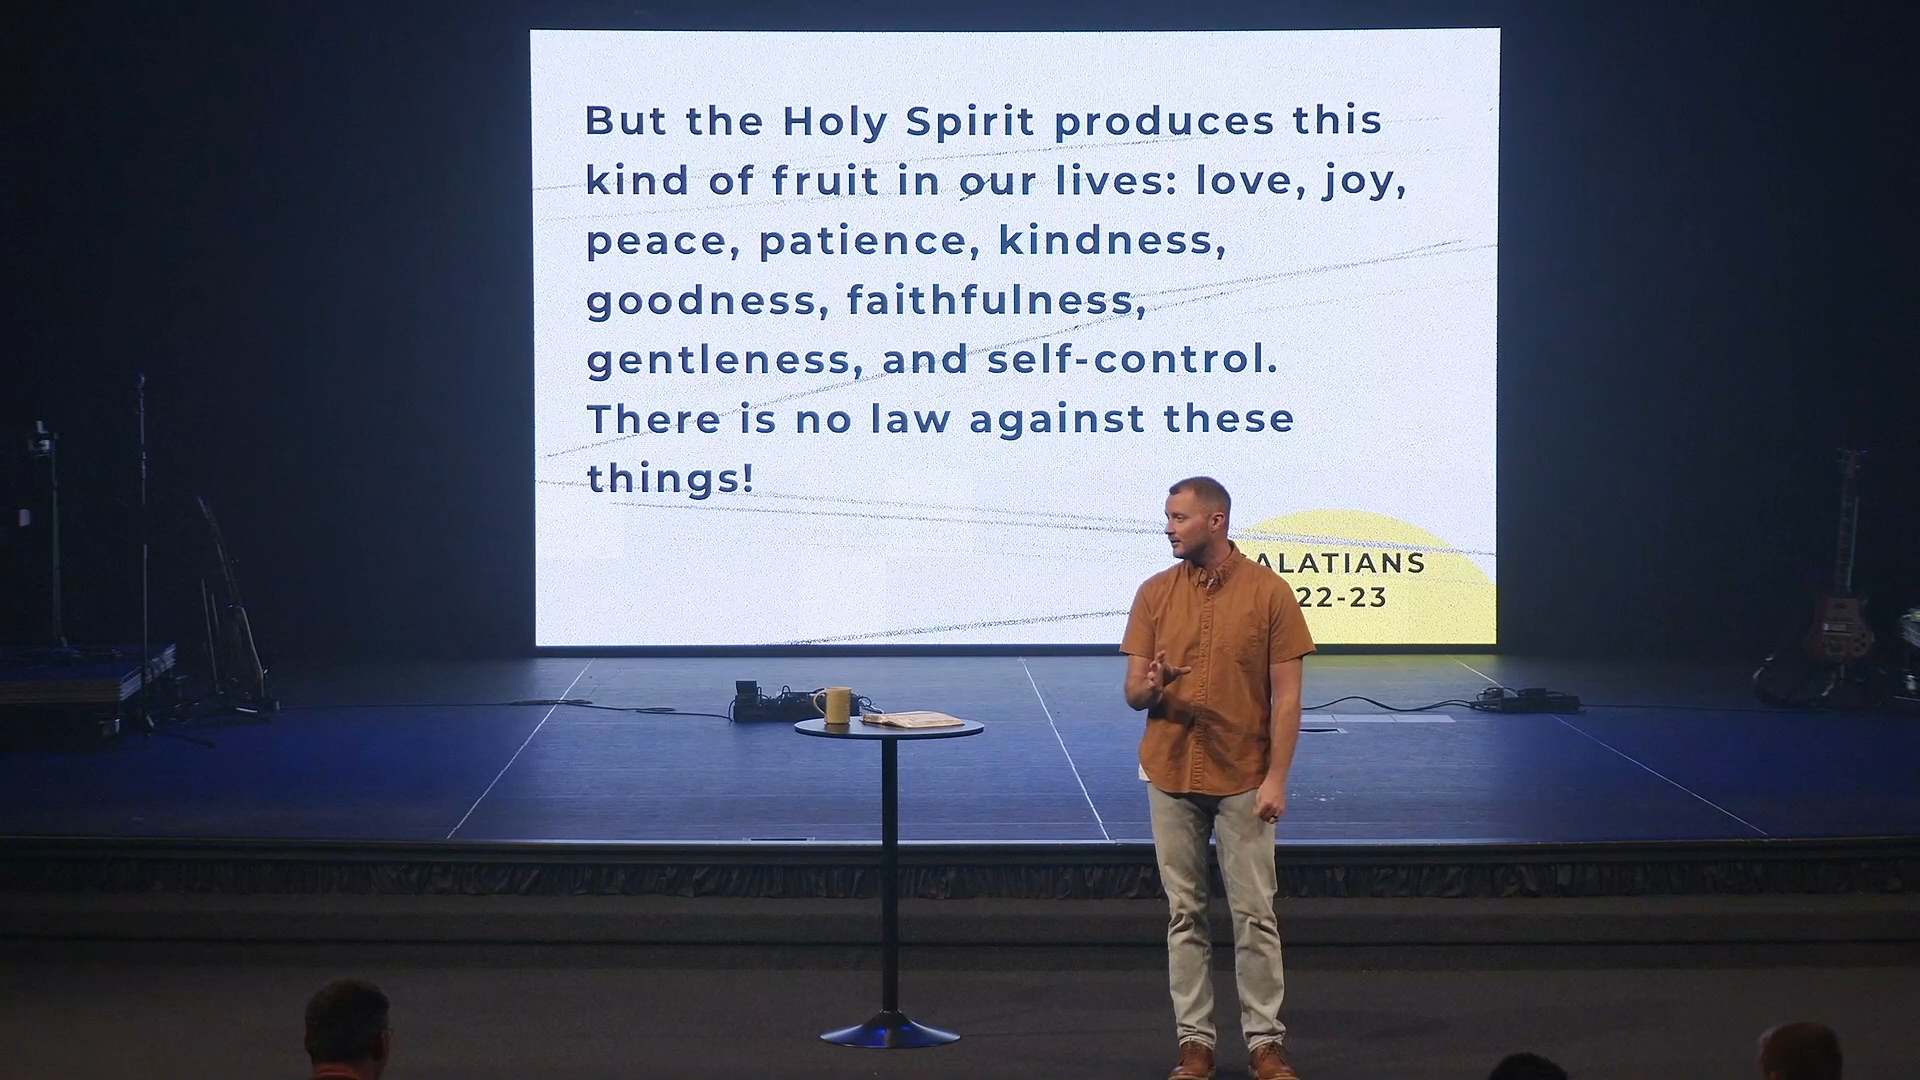 But the Holy Spirit produces this
kind of fruit in our lives: love, joy,
peace, patience, kindness,
goodness, faithfulness,
gentleness, and self-control.
There is no law against these
things!
ALATIANS
22-23